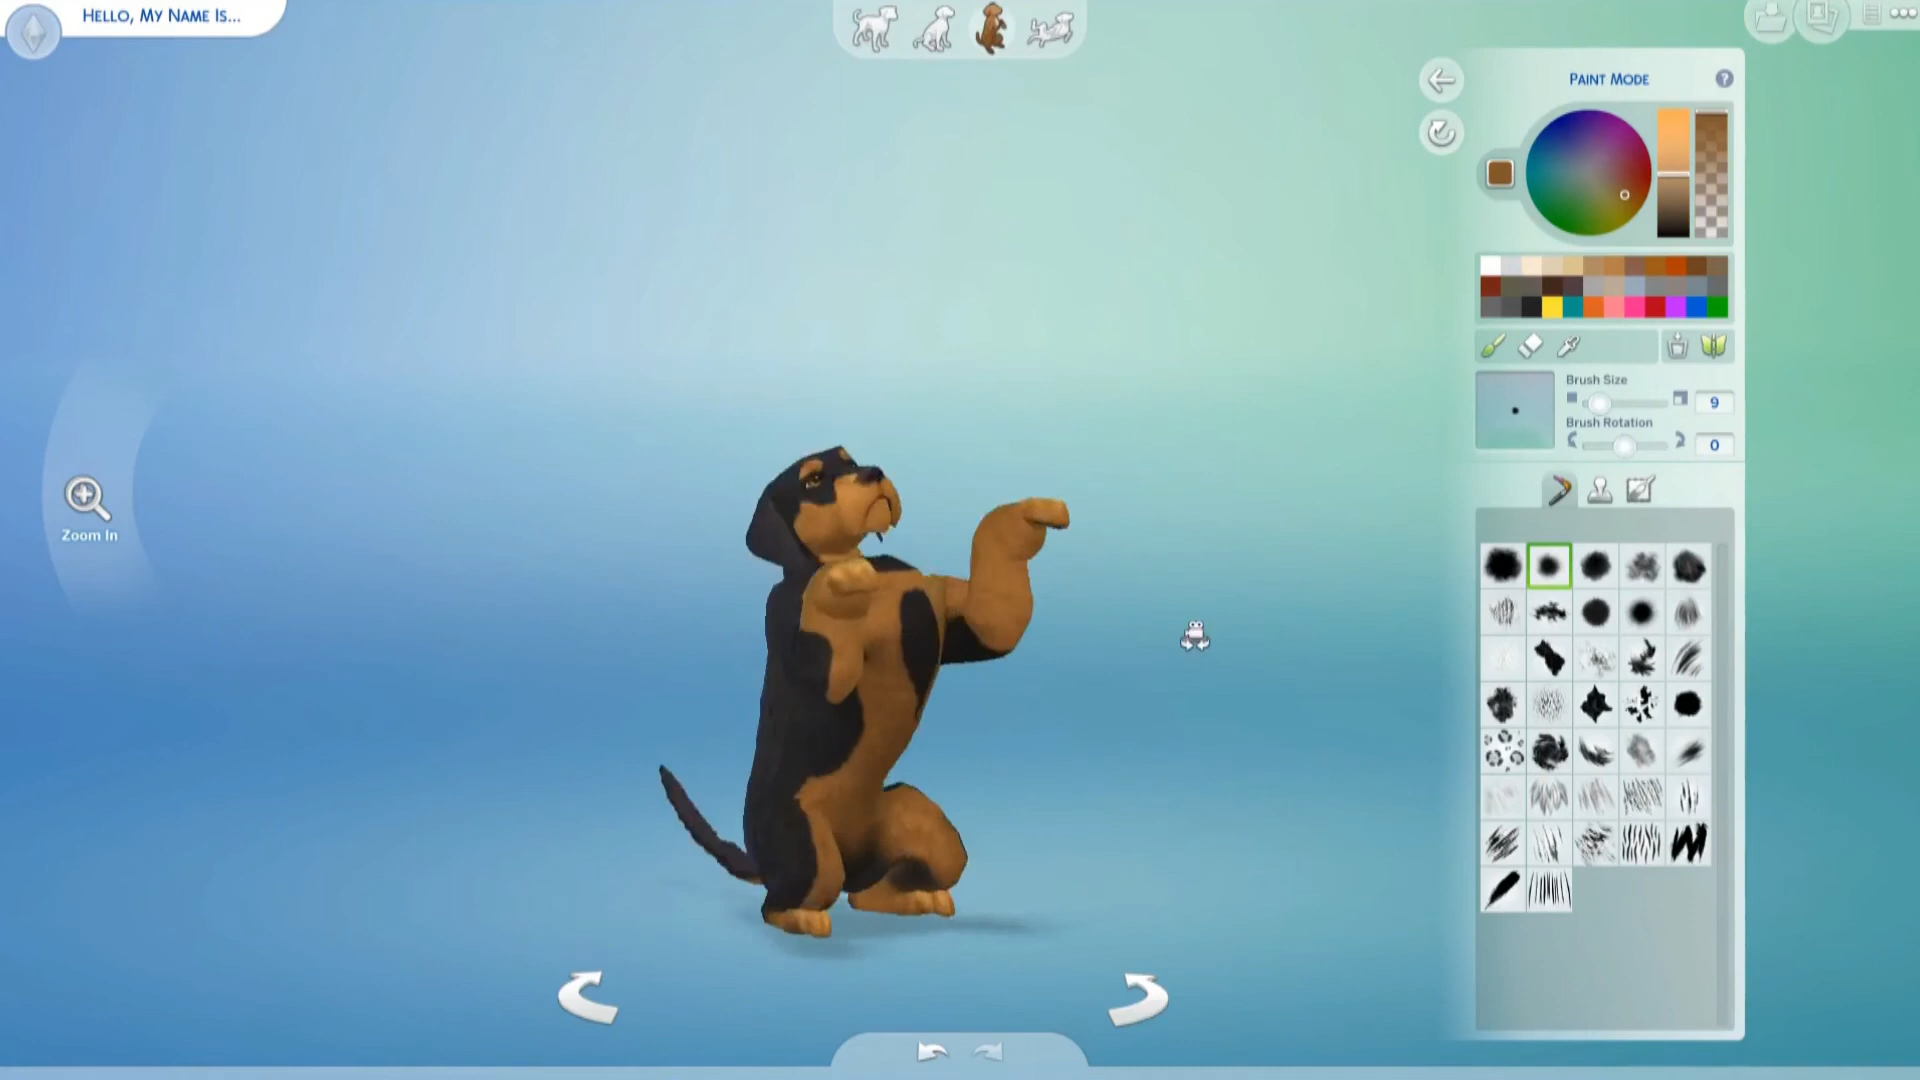 HELLO, MY NAME IS...
PAINT MODE
?
Brush Size
9
Brush Rotation
0
Zoom In